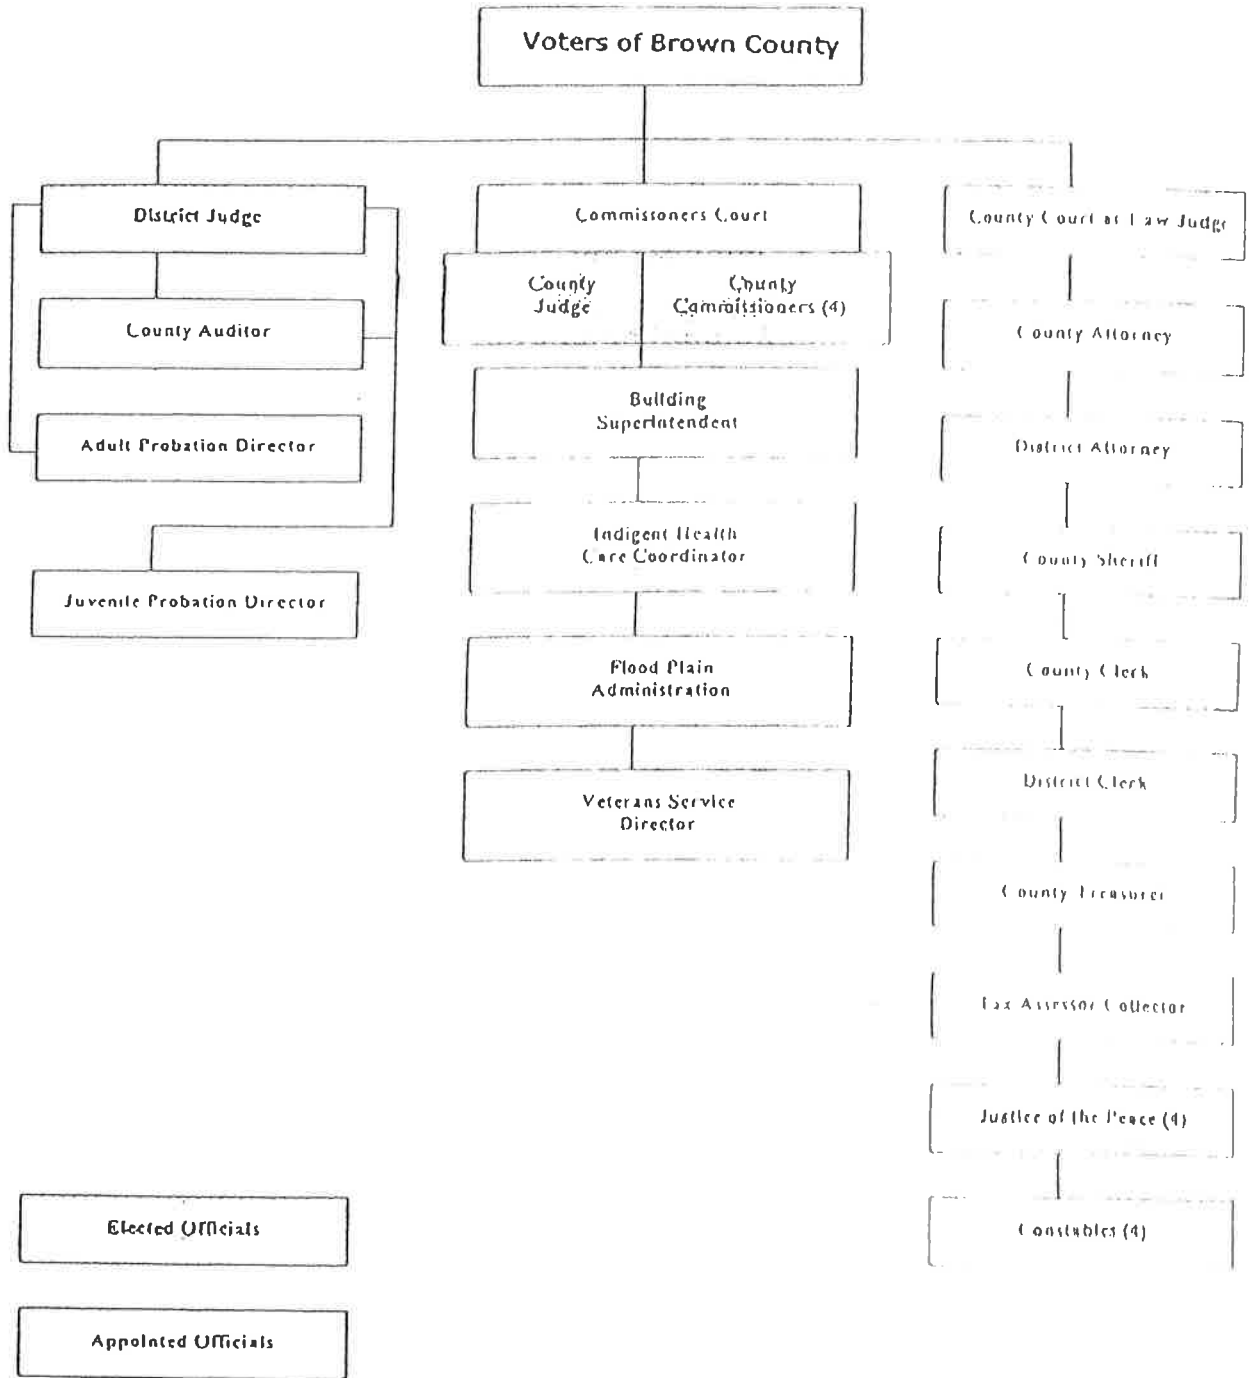 Voters of Brown County
District Judge
County Auditor
Adult Probation Director
Juvenile Probation Director
Commissoners Court
County
Judge
County
Commissioners (4)
Building
Superintendent
Indigent Health
Care Coordinator
Flood Plain
Administration
Veterans Service
Director
County Court at Law Judge
County Attorney
District Attorney
County Sheriff
County Clerk
District Clerk
County Treasurer
Tax Assessor Collector
Justice of the Peace (4)
Constables (4)
Elected Officials
Appointed Officials